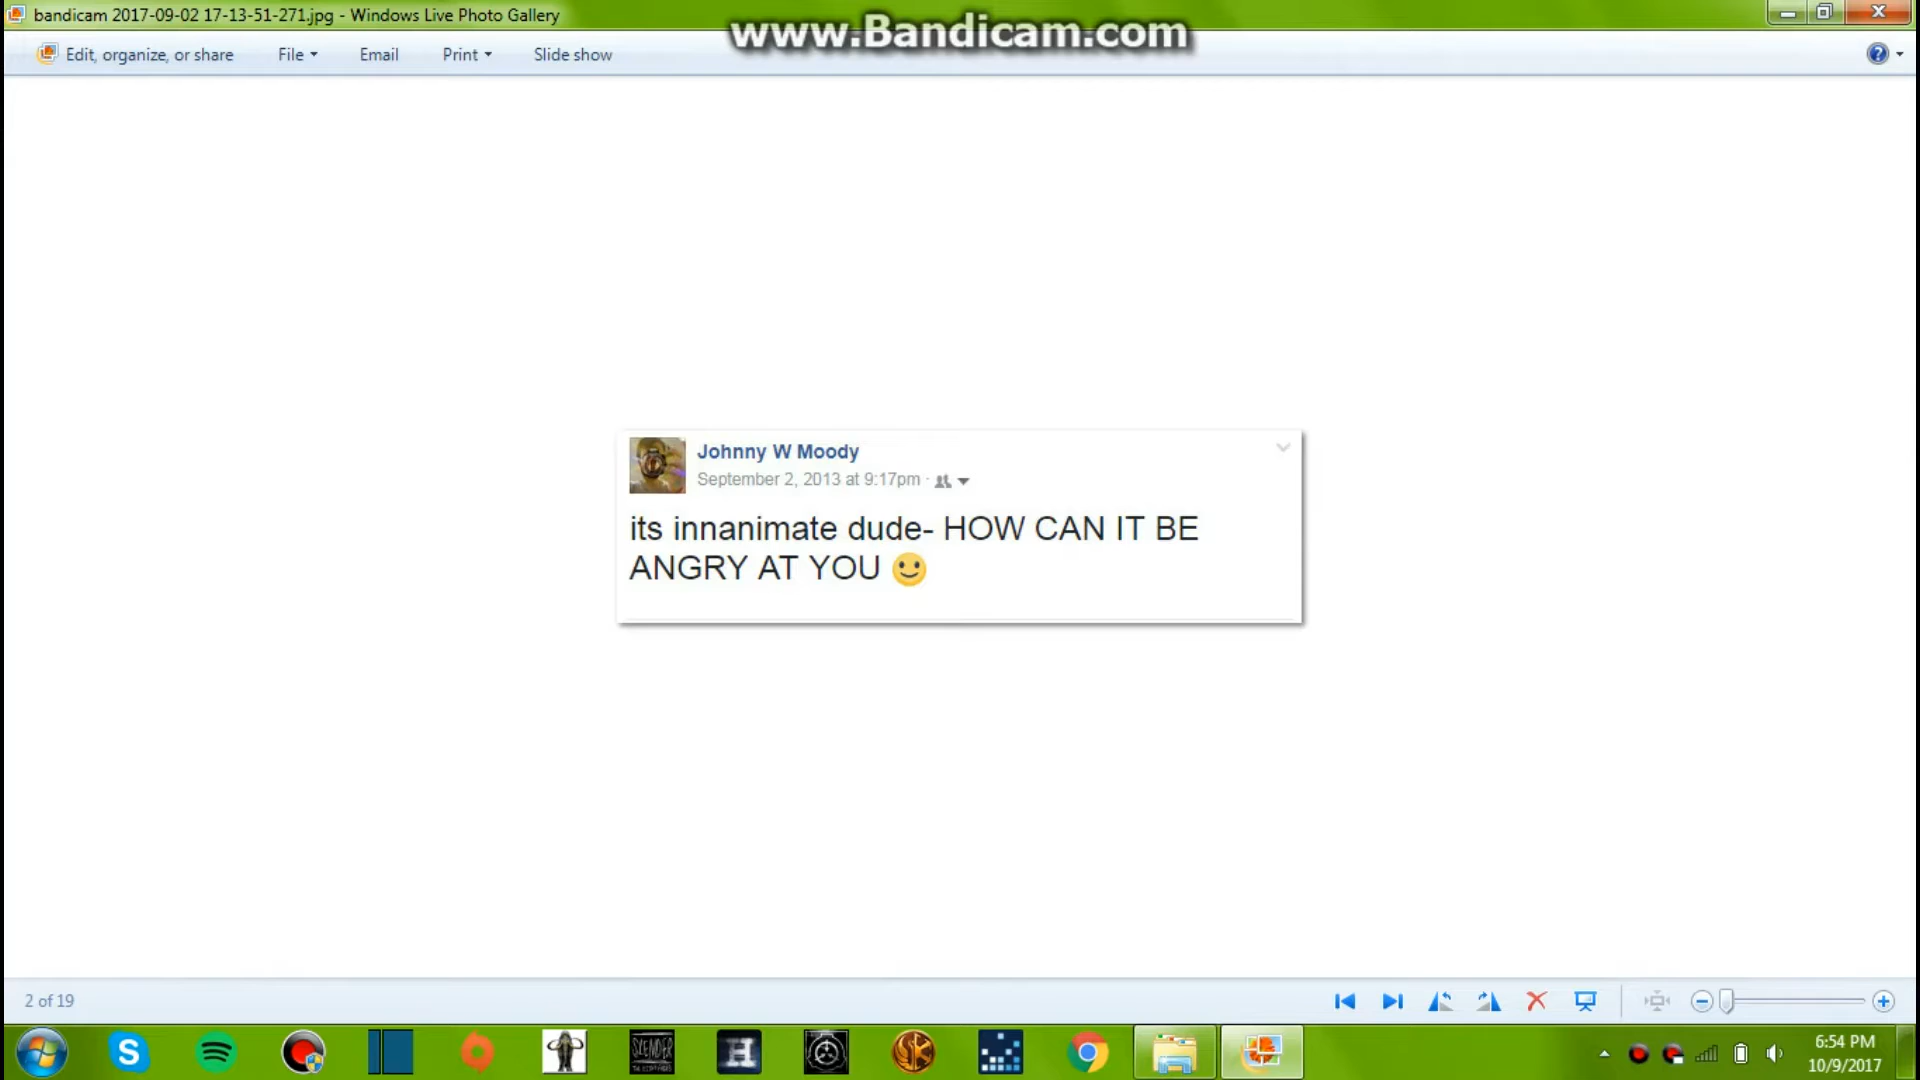 bandicam 2017-09-02 17-13-51-271.jpg - Windows Live Photo Gallery
www.Bandicam.com
Edit, organize, or share File Email Print Slide show
Johnny W Moody
September 2, 2013 at 9:17pm ·
its innanimate dude- HOW CAN IT BE
ANGRY AT YOU
2 of 19
SLENDER
H
6:54 PM
10/9/2017